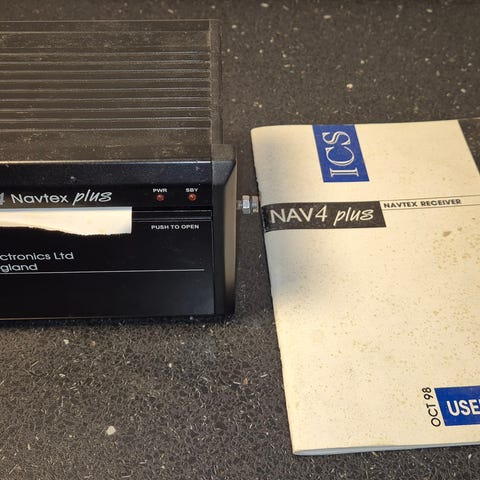 4 Navtex plus
PWR
SBY
PUSH TO OPEN
ctronics Ltd
gland
ICS
NAV4 plus
NAVTEX RECEIVER
OCT 98
USE